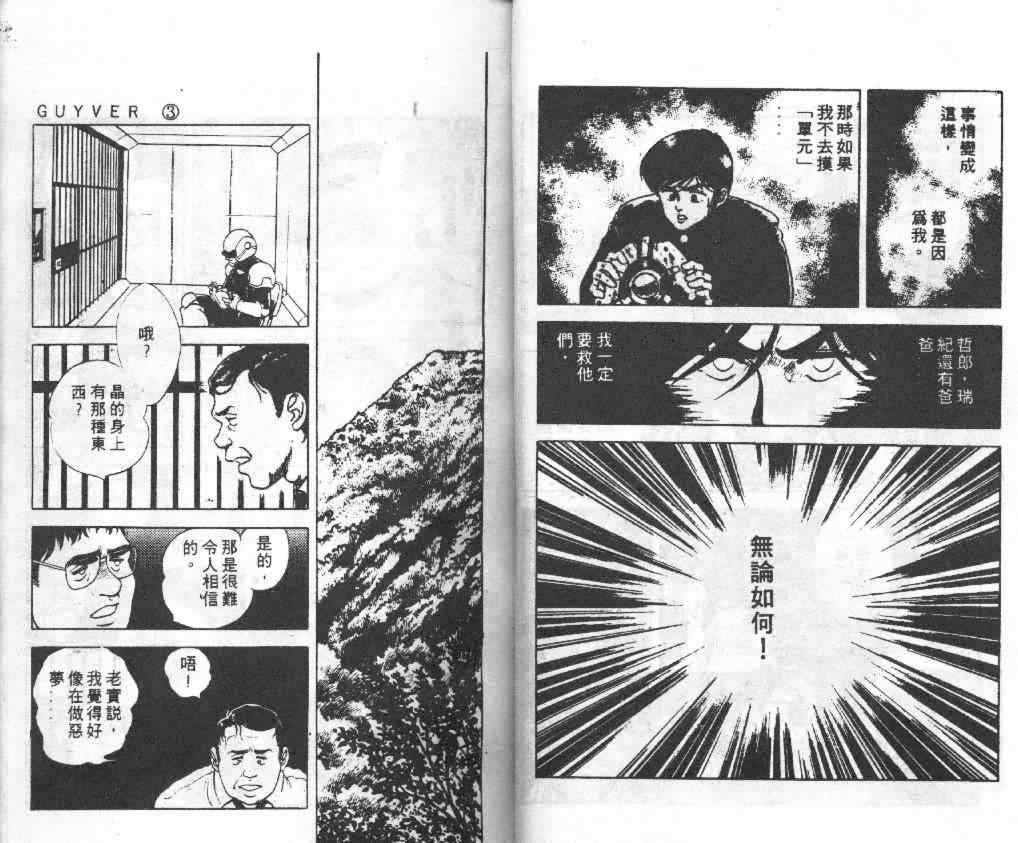 事情變成
這樣，
都是因
爲我。
那時如果
我不去摸
「單元」
‥‥
哲郎，瑞
紀還有爸
爸‥‥
我一定
要救他
們．
無論如何！
GUYVER ③
哦？
晶的身上
有那種東
西？
是的，
那是很難
令人相信
的。
唔！
老實説，
我覺得好
像在做惡
夢‥‥